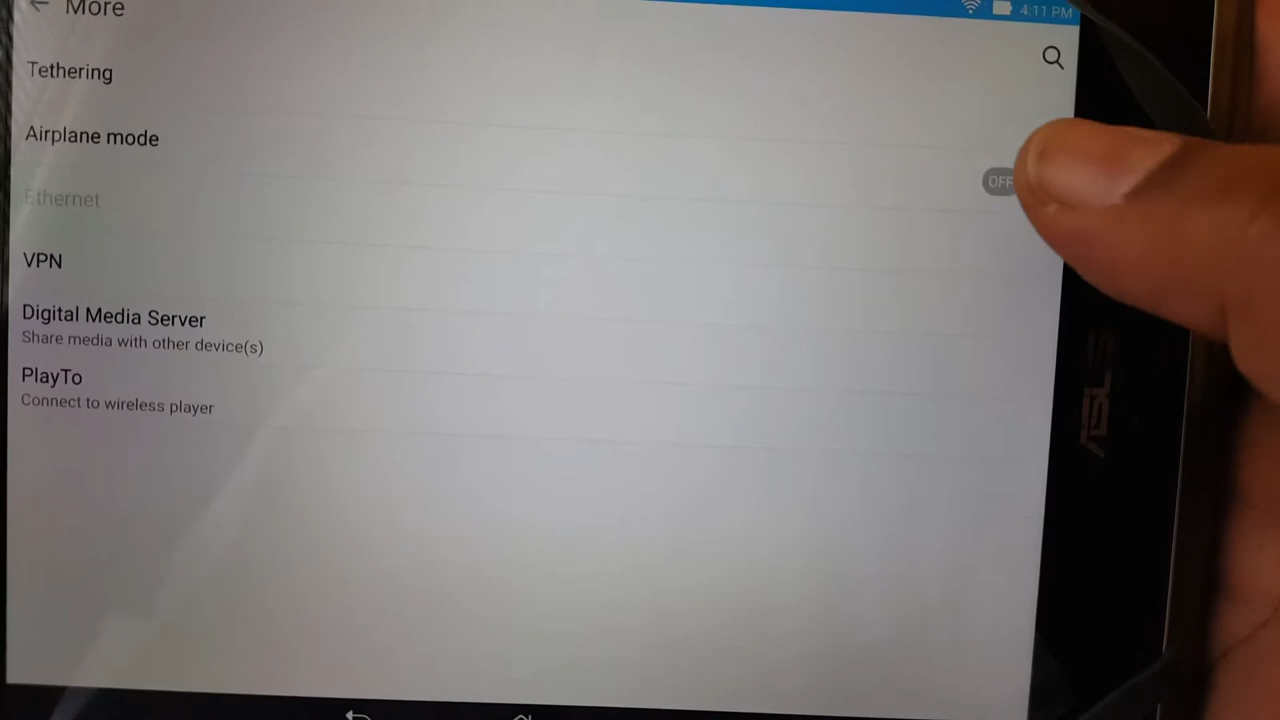 More
4:11 PM
Tethering
Airplane mode
OFF
Ethernet
VPN
Digital Media Server
Share media with other device(s)
PlayTo
Connect to wireless player
ASUS